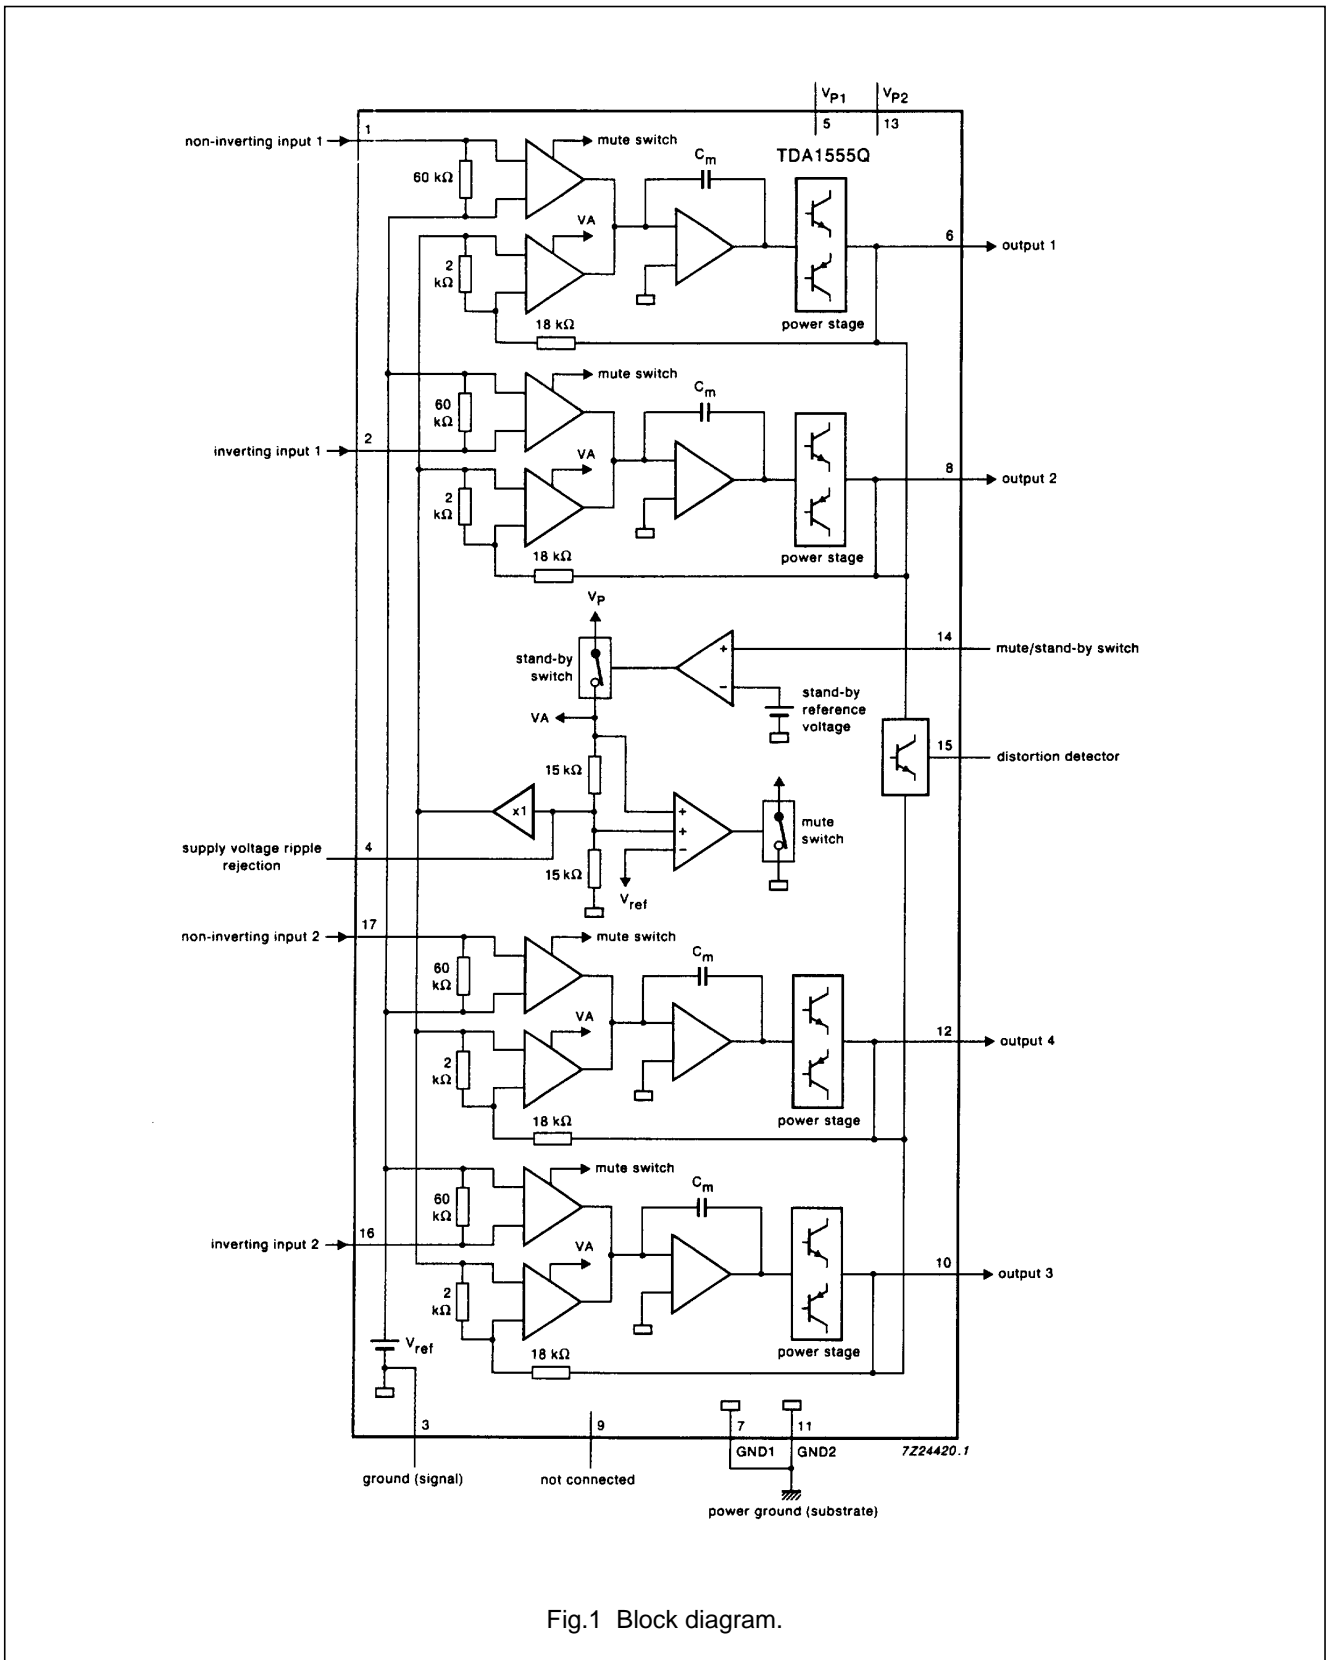 VP1
VP2
5
13
1
non-inverting input 1
mute switch
TDA1555Q
Cm
60 kΩ
VA
6
output 1
2
kΩ
18 kΩ
power stage
mute switch
Cm
60
kΩ
2
inverting input 1
VA
8
output 2
2
kΩ
18 kΩ
power stage
VP
14
mute/stand-by switch
+
stand-by
switch
−
stand-by
reference
voltage
VA
15
distortion detector
15 kΩ
x1
+
mute
switch
+
supply voltage ripple
rejection
4
−
15 kΩ
Vref
17
non-inverting input 2
mute switch
Cm
60
kΩ
VA
12
output 4
2
kΩ
18 kΩ
power stage
mute switch
Cm
60
kΩ
16
inverting input 2
VA
10
output 3
2
kΩ
Vref
18 kΩ
power stage
3
9
7
11
GND1
GND2
7Z24420.1
ground (signal)
not connected
power ground (substrate)
Fig.1 Block diagram.